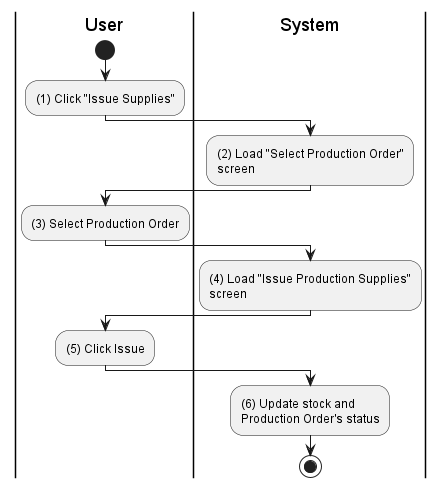 User
System
(1) Click "Issue Supplies"
(2) Load "Select Production Order"
screen
(3) Select Production Order
(4) Load "Issue Production Supplies"
screen
(5) Click Issue
(6) Update stock and
Production Order's status